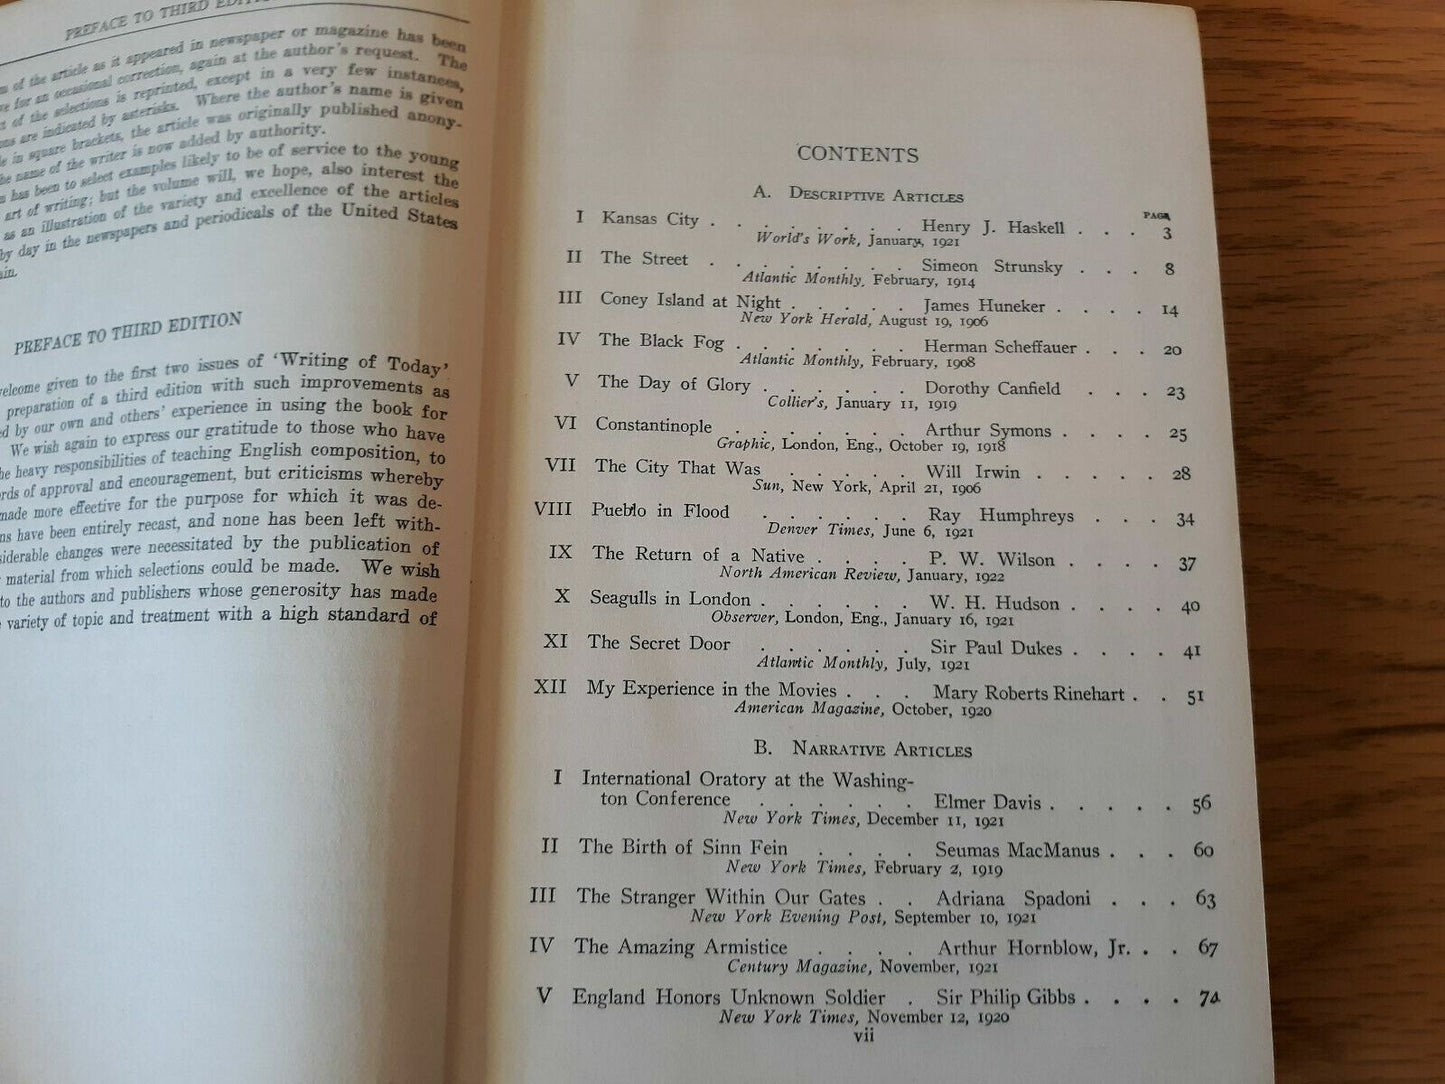 PREFACE TO THIRD
of the article as it appeared in newspaper or magazine has been
for an occasional correction, again at the author's request. The
of the selections is reprinted, except in a very few instances,
are indicated by asterisks. Where the author's name is given
in square brackets, the article was originally published anony-
name of the writer is now added by authority.
has been to select examples likely to be of service to the young
art of writing; but the volume will, we hope, also interest the
as an illustration of the variety and excellence of the articles
by day in the newspapers and periodicals of the United States
PREFACE TO THIRD EDITION
welcome given to the first two issues of 'Writing of Today'
preparation of a third edition with such improvements as
by our own and others' experience in using the book for
We wish again to express our gratitude to those who have
heavy responsibilities of teaching English composition, to
of approval and encouragement, but criticisms whereby
made more effective for the purpose for which it was de-
have been entirely recast, and none has been left with-
changes were necessitated by the publication of
material from which selections could be made. We wish
to the authors and publishers whose generosity has made
variety of topic and treatment with a high standard of
CONTENTS
A. DESCRIPTIVE ARTICLES
PAGE
I Kansas City . . . . . . . Henry J. Haskell . . . 3
World's Work, January, 1921
II The Street . . . . . . . Simeon Strunsky . . . 8
Atlantic Monthly, February, 1914
III Coney Island at Night . . . . . James Huneker . . . . 14
New York Herald, August 19, 1906
IV The Black Fog . . . . . . . Herman Scheffauer . . . 20
Atlantic Monthly, February, 1908
V The Day of Glory . . . . . . Dorothy Canfield . . . 23
Collier's, January 11, 1919
VI Constantinople . . . . . . . Arthur Symons . . . . 25
Graphic, London, Eng., October 19, 1918
VII The City That Was . . . . . Will Irwin . . . . . 28
Sun, New York, April 21, 1906
VIII Pueblo in Flood . . . . . . Ray Humphreys . . . 34
Denver Times, June 6, 1921
IX The Return of a Native . . . . P. W. Wilson . . . . 37
North American Review, January, 1922
X Seagulls in London . . . . . . W. H. Hudson . . . . 40
Observer, London, Eng., January 16, 1921
XI The Secret Door . . . . . . Sir Paul Dukes . . . . 41
Atlantic Monthly, July, 1921
XII My Experience in the Movies . . . Mary Roberts Rinehart . . 51
American Magazine, October, 1920
B. NARRATIVE ARTICLES
I International Oratory at the Washing-
ton Conference . . . . . . Elmer Davis . . . . . 56
New York Times, December 11, 1921
II The Birth of Sinn Fein . . . . Seumas MacManus . . . 60
New York Times, February 2, 1919
III The Stranger Within Our Gates . . Adriana Spadoni . . . 63
New York Evening Post, September 10, 1921
IV The Amazing Armistice . . . . Arthur Hornblow, Jr. . . 67
Century Magazine, November, 1921
V England Honors Unknown Soldier . Sir Philip Gibbs . . . . 74
New York Times, November 12, 1920
vii